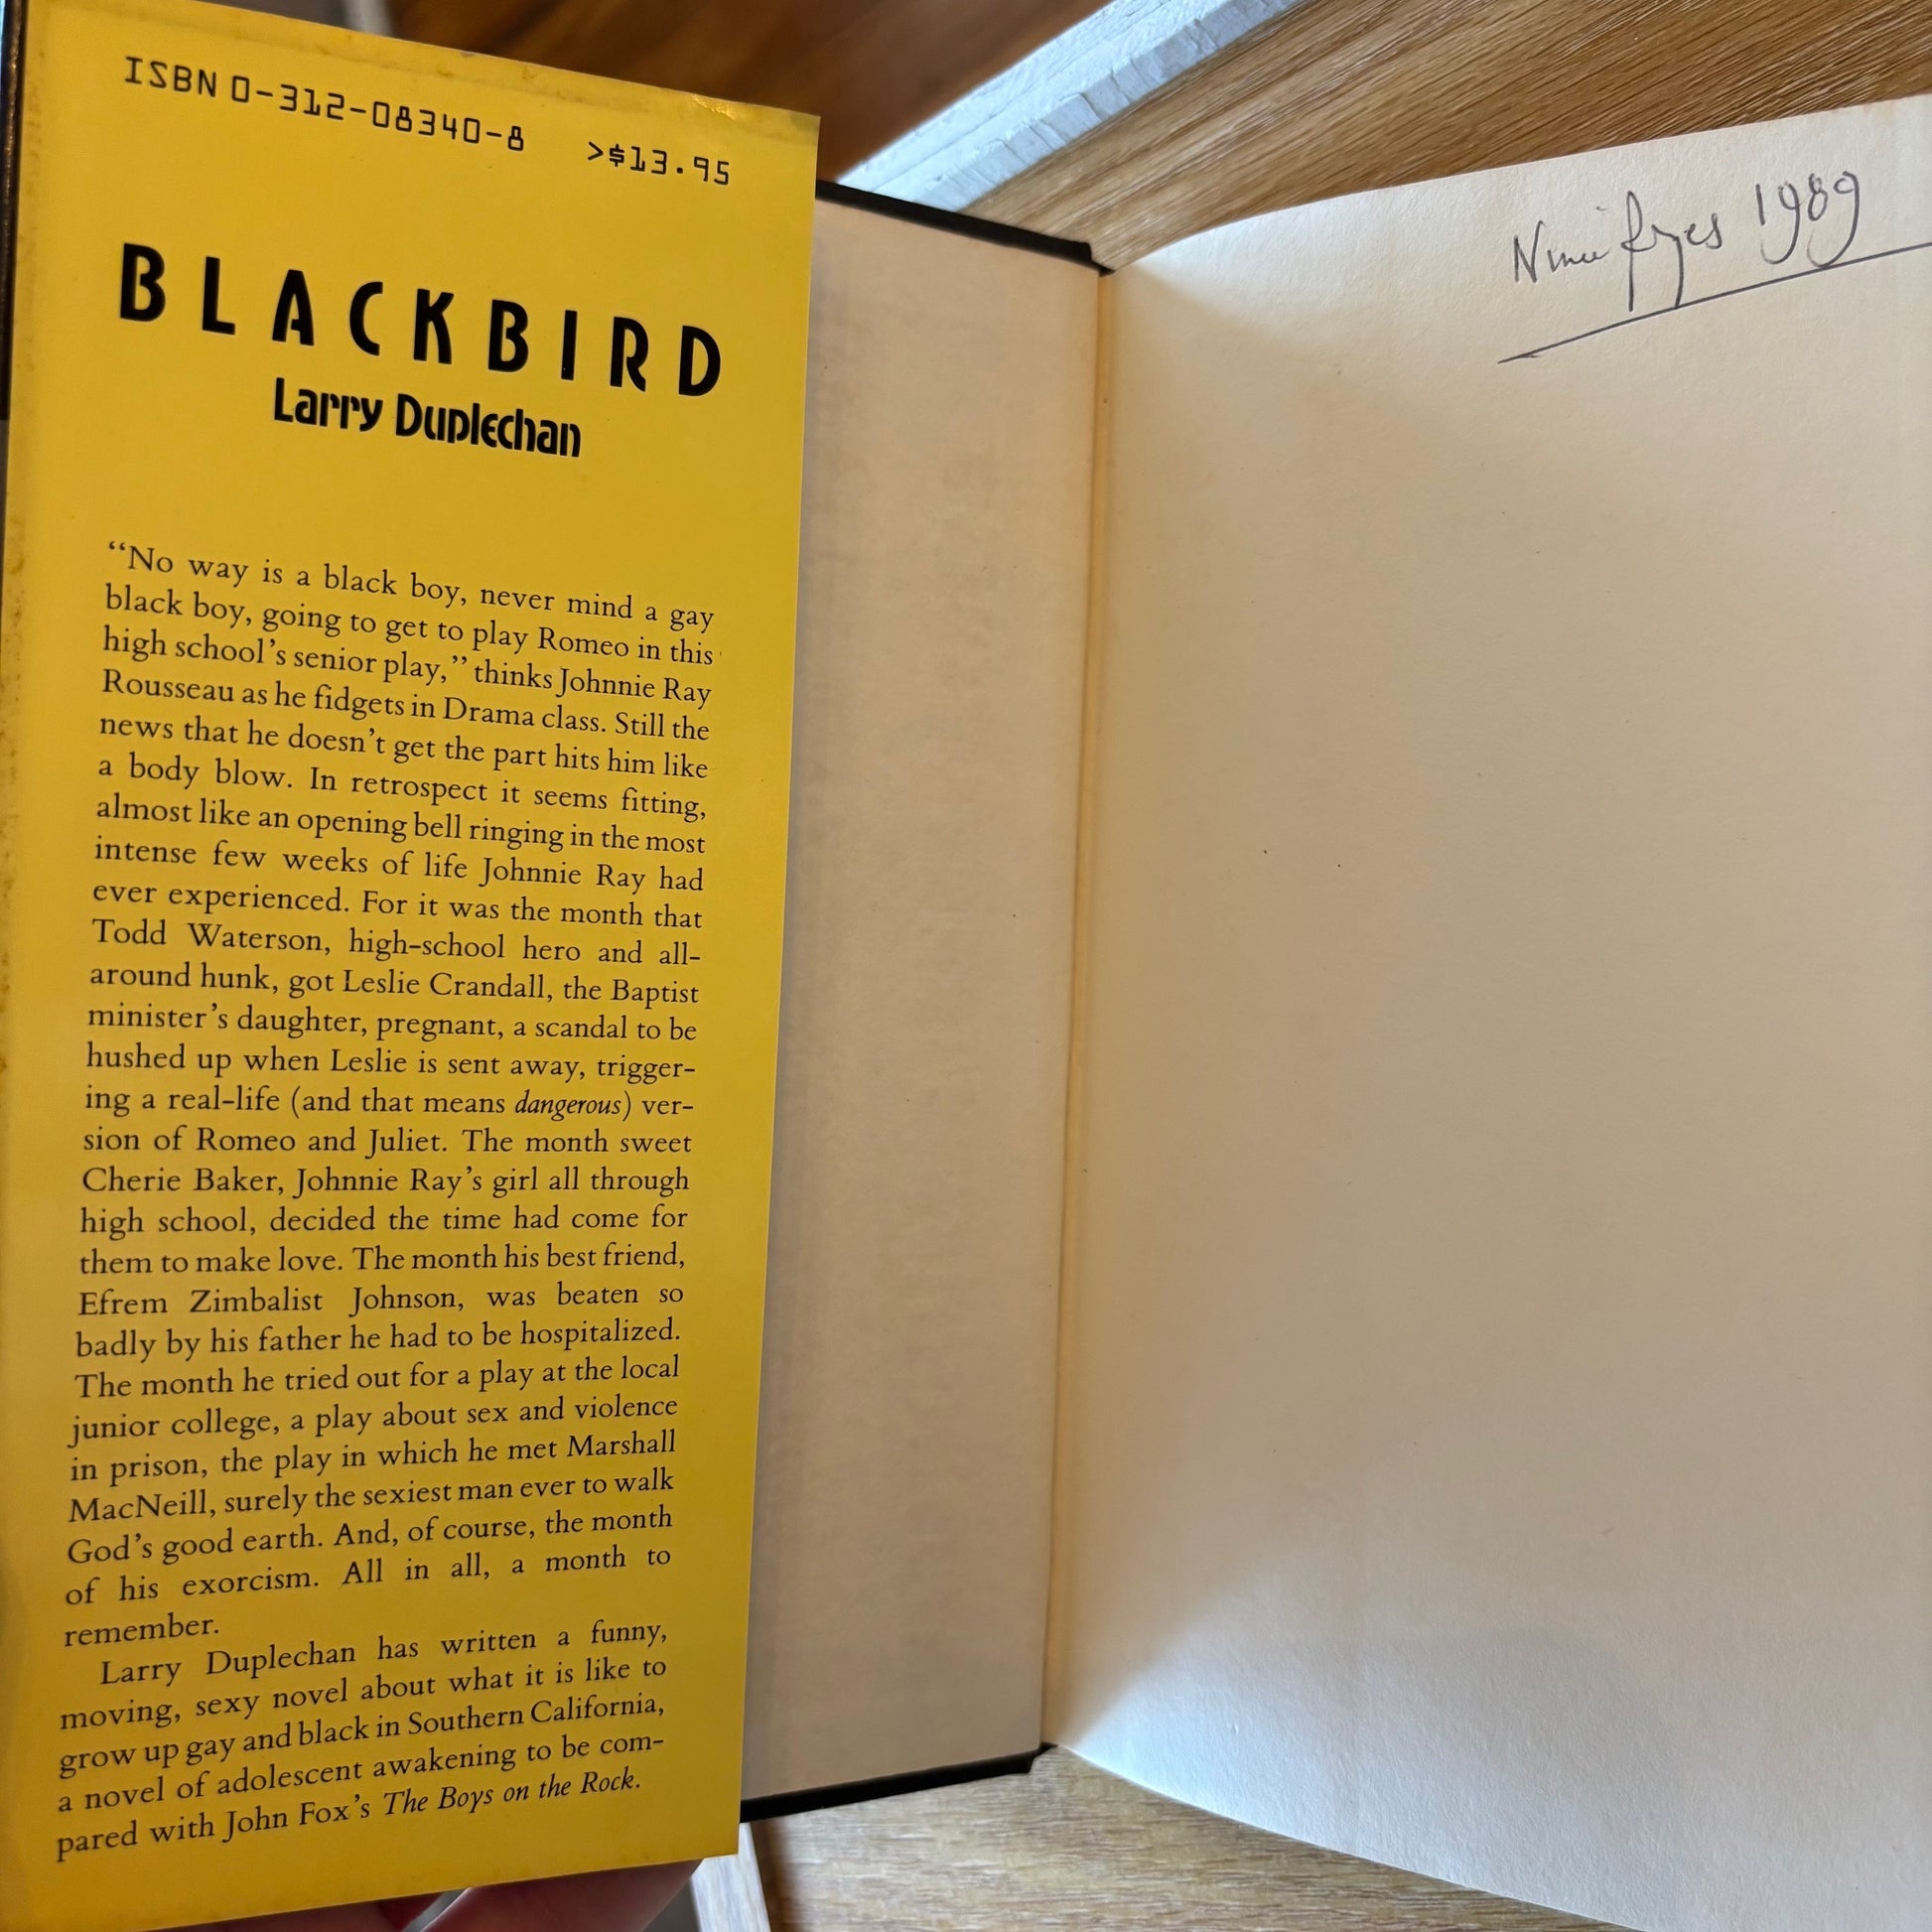 ISBN 0-312-08340-8 >$13.95
BLACKBIRD
Larry Duplechan
“No way is a black boy, never mind a gay
black boy, going to get to play Romeo in this
high school’s senior play,” thinks Johnnie Ray
Rousseau as he fidgets in Drama class. Still the
news that he doesn’t get the part hits him like
a body blow. In retrospect it seems fitting,
almost like an opening bell ringing in the most
intense few weeks of life Johnnie Ray had
ever experienced. For it was the month that
Todd Waterson, high-school hero and all-
around hunk, got Leslie Crandall, the Baptist
minister’s daughter, pregnant, a scandal to be
hushed up when Leslie is sent away, trigger-
ing a real-life (and that means dangerous) ver-
sion of Romeo and Juliet. The month sweet
Cherie Baker, Johnnie Ray’s girl all through
high school, decided the time had come for
them to make love. The month his best friend,
Efrem Zimbalist Johnson, was beaten so
badly by his father he had to be hospitalized.
The month he tried out for a play at the local
junior college, a play about sex and violence
in prison, the play in which he met Marshall
MacNeill, surely the sexiest man ever to walk
God’s good earth. And, of course, the month
of his exorcism. All in all, a month to
remember.
Larry Duplechan has written a funny,
moving, sexy novel about what it is like to
grow up gay and black in Southern California,
a novel of adolescent awakening to be com-
pared with John Fox’s The Boys on the Rock.
1989